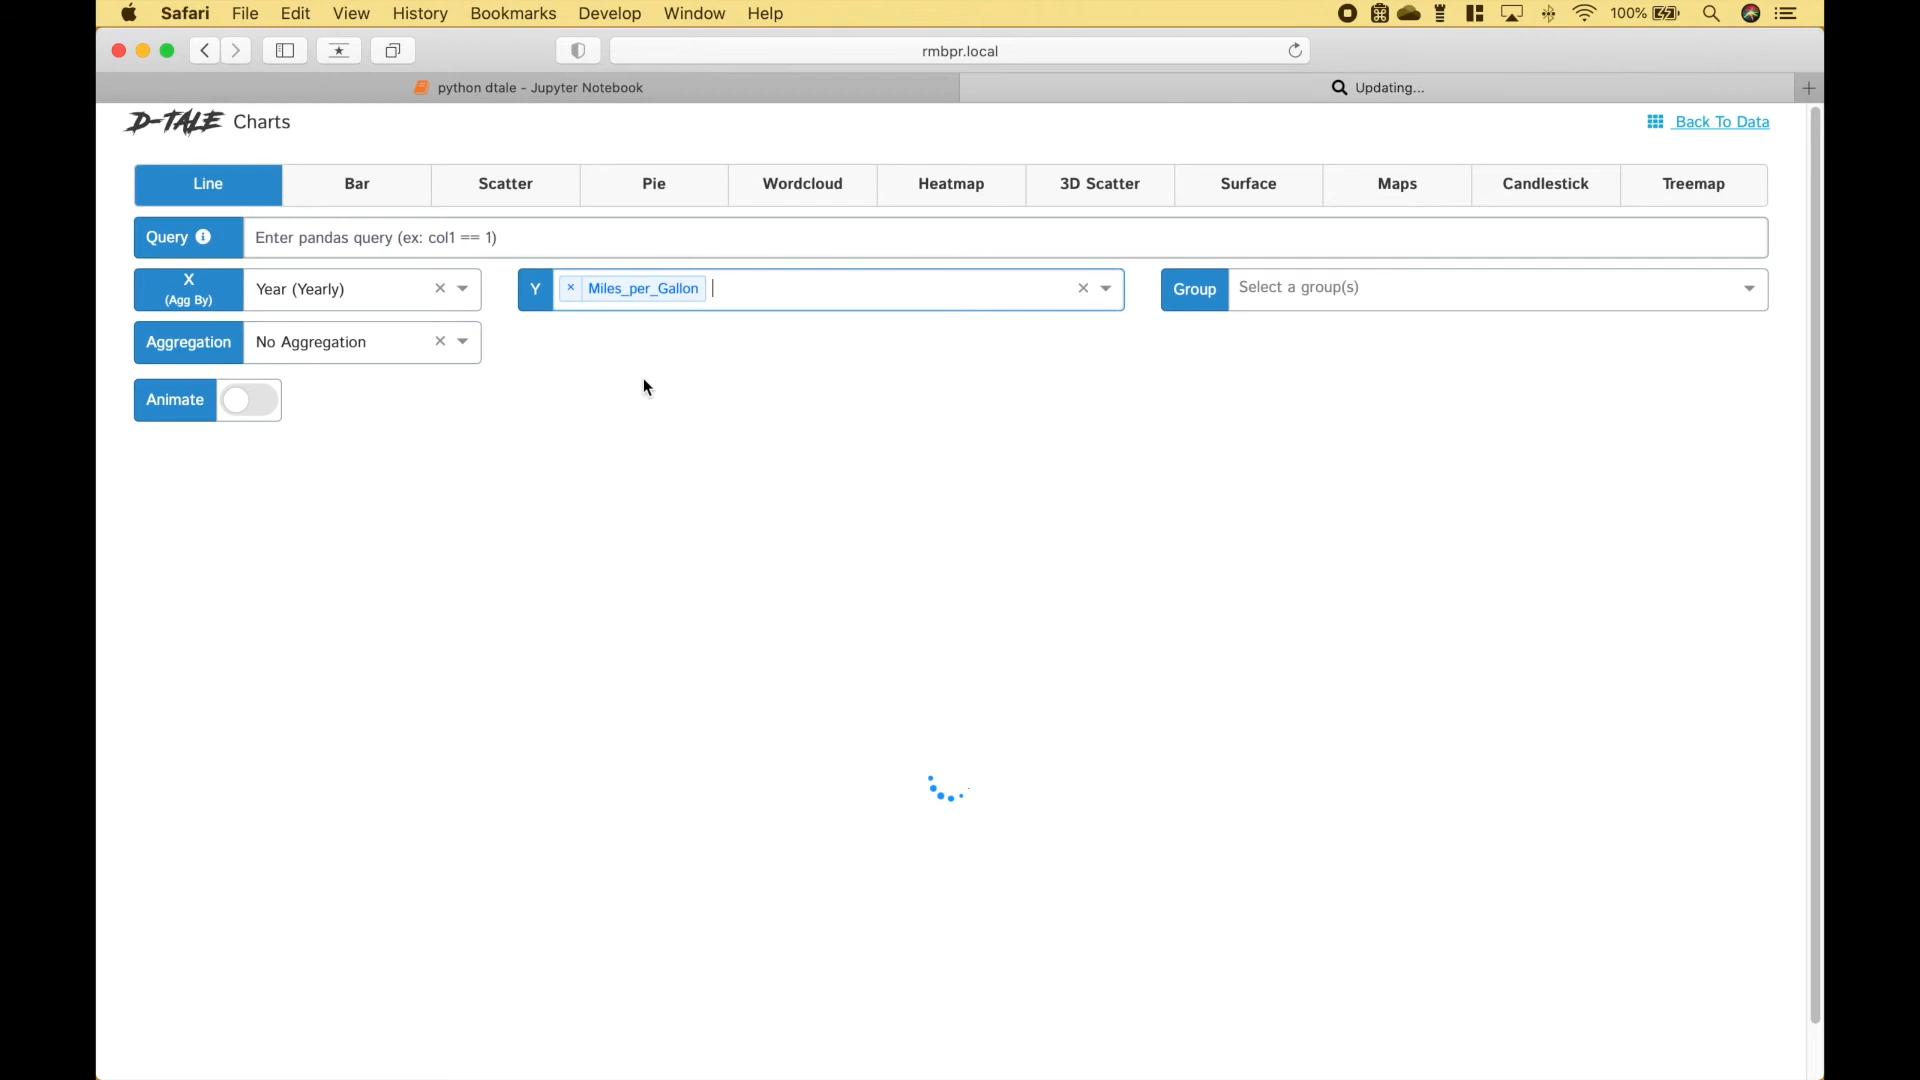 Safari File Edit View History Bookmarks Develop Window Help 100%
rmbpr.local
python dtale - Jupyter Notebook Updating...
D-TALE Charts Back To Data
Line Bar Scatter Pie Wordcloud Heatmap 3D Scatter Surface Maps Candlestick Treemap
Query Enter pandas query (ex: col1 == 1)
X (Agg By) Year (Yearly) Y × Miles_per_Gallon Group Select a group(s)
Aggregation No Aggregation
Animate